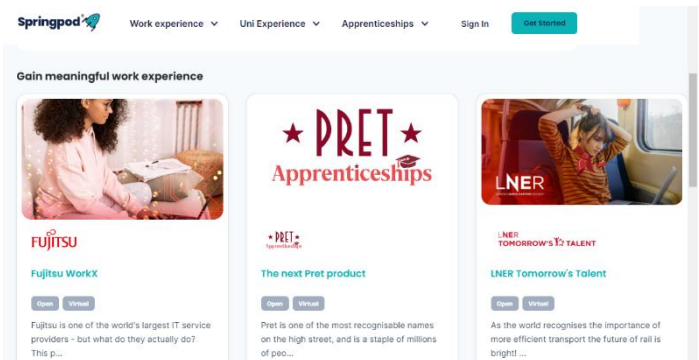 Springpod
Work experience
Uni Experience
Apprenticeships
Sign In
Get Started
Gain meaningful work experience
FUJITSU
Fujitsu WorkX
Open
Virtual
Fujitsu is one of the world's largest IT service
providers - but what do they actually do?
This p...
PRET
Apprenticeships
PRET
Apprenticeships
The next Pret product
Open
Virtual
Pret is one of the most recognisable names
on the high street, and is a staple of millions
of peo...
LNER
LNER
TOMORROW'S TALENT
LNER Tomorrow's Talent
Open
Virtual
As the world recognises the importance of
more efficient transport the future of rail is
bright! ...